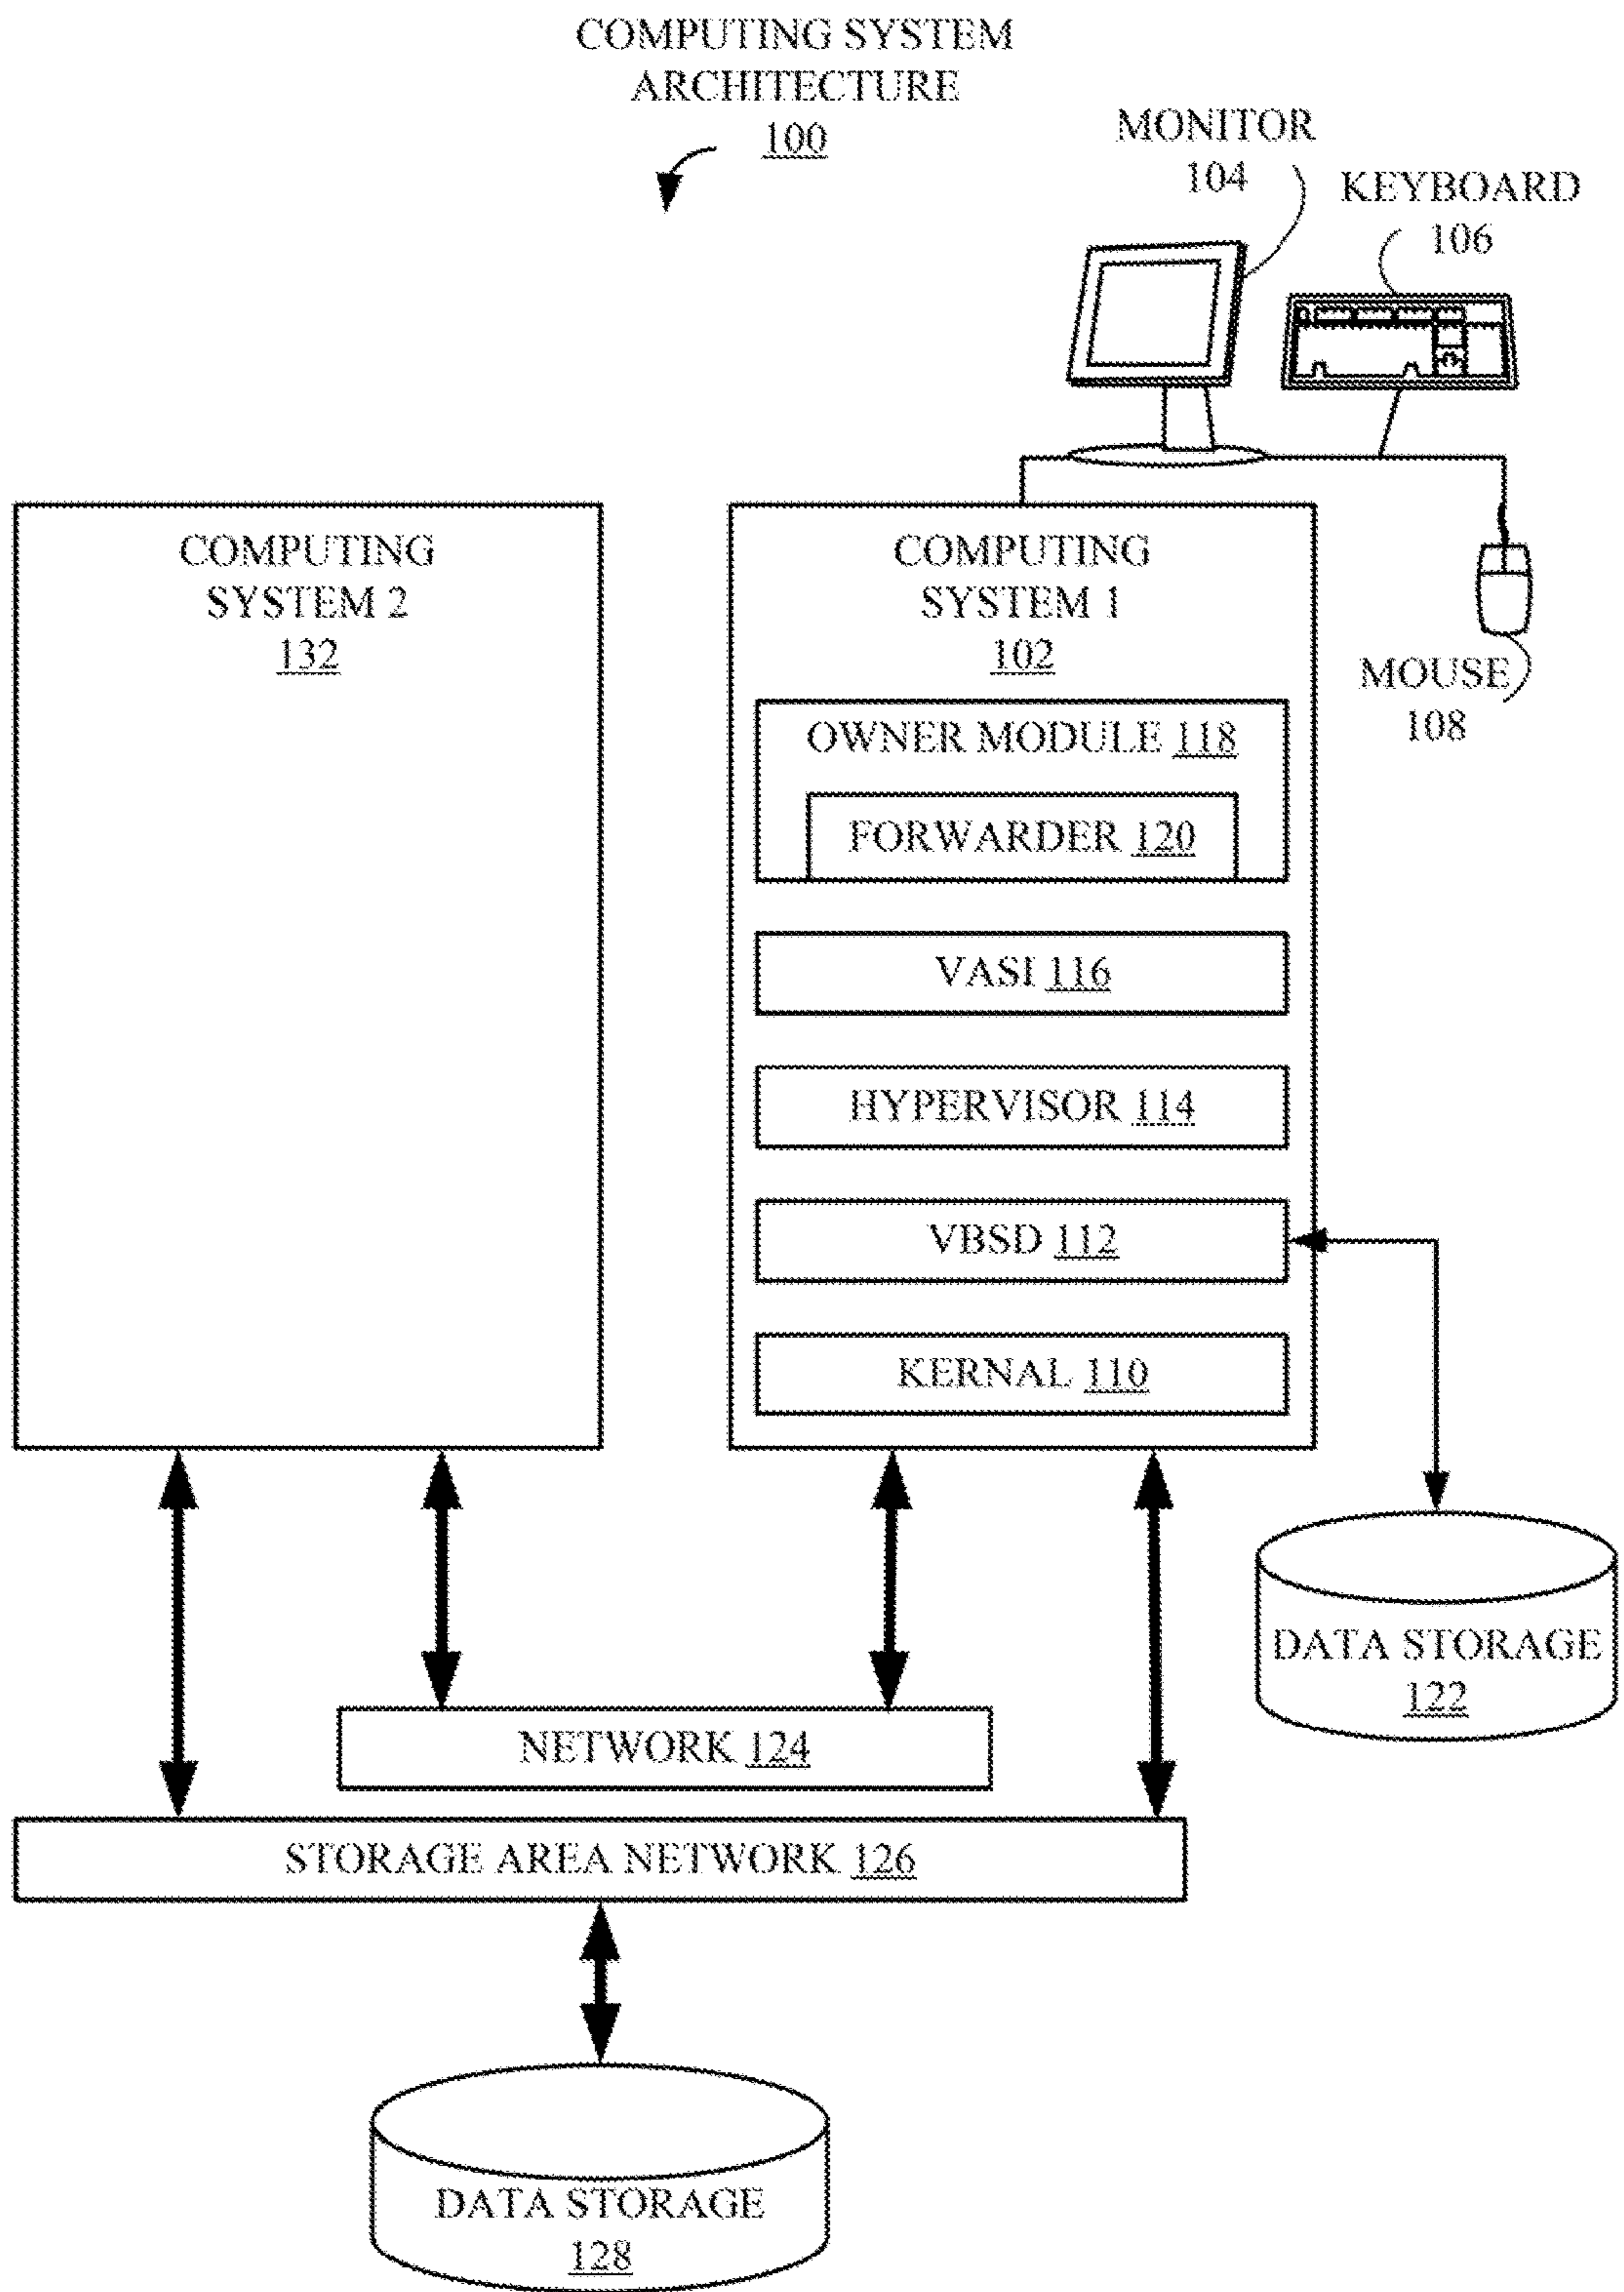 COMPUTING SYSTEM
ARCHITECTURE
100
MONITOR
104
KEYBOARD
106
COMPUTING
SYSTEM 2
132
COMPUTING
SYSTEM 1
102
MOUSE
108
OWNER MODULE 118
FORWARDER 120
VASI 116
HYPERVISOR 114
VBSD 112
KERNAL 110
DATA STORAGE
122
NETWORK 124
STORAGE AREA NETWORK 126
DATA STORAGE
128